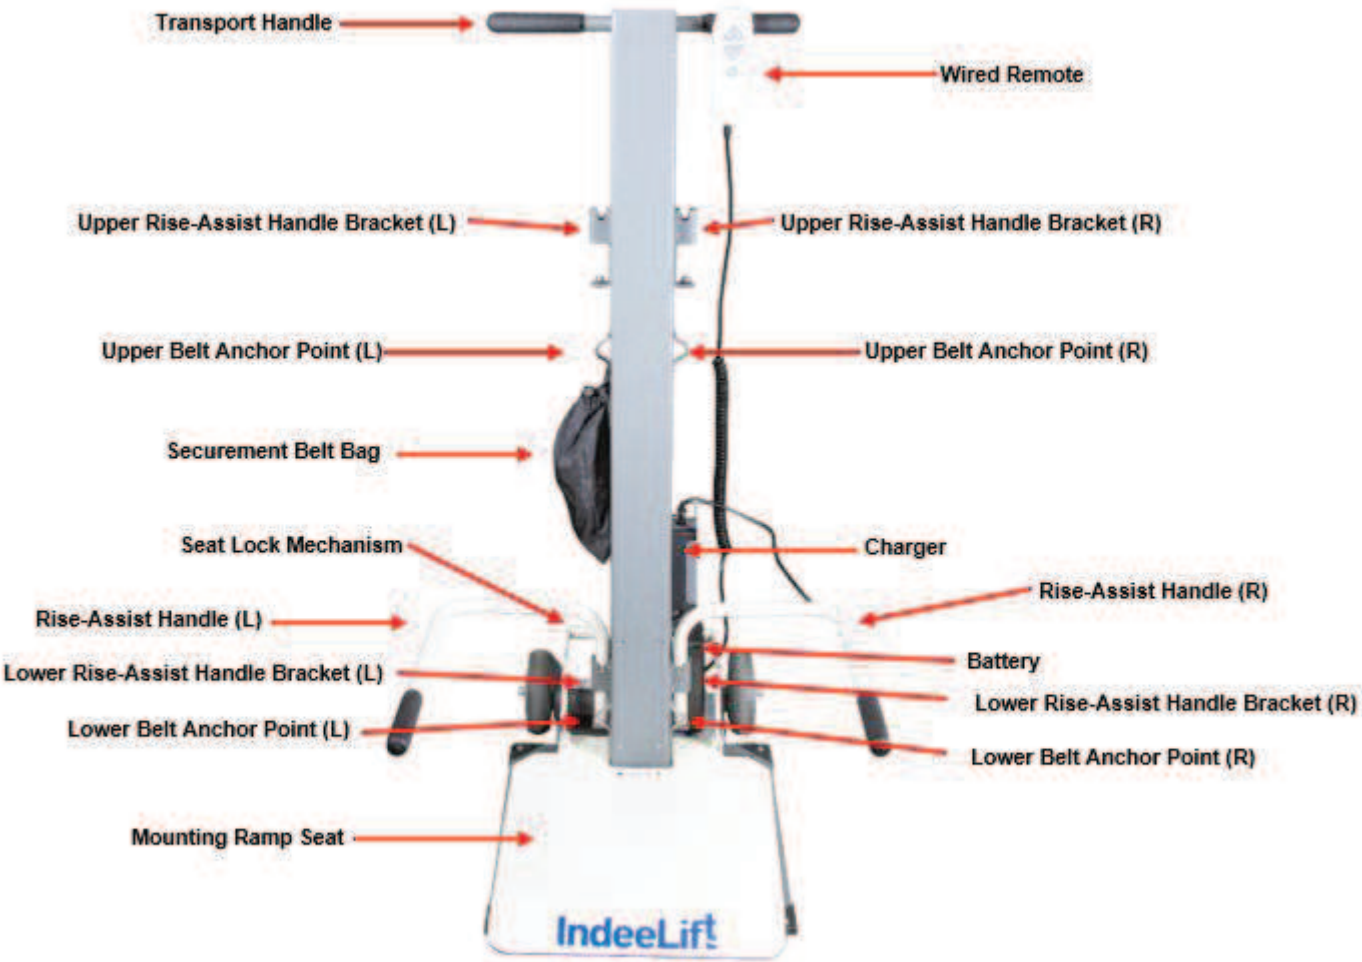 Transport Handle
Wired Remote
Upper Rise-Assist Handle Bracket (L)
Upper Rise-Assist Handle Bracket (R)
Upper Belt Anchor Point (L)
Upper Belt Anchor Point (R)
Securement Belt Bag
Seat Lock Mechanism
Charger
Rise-Assist Handle (R)
Rise-Assist Handle (L)
Battery
Lower Rise-Assist Handle Bracket (L)
Lower Rise-Assist Handle Bracket (R)
Lower Belt Anchor Point (L)
Lower Belt Anchor Point (R)
Mounting Ramp Seat
IndeeLift